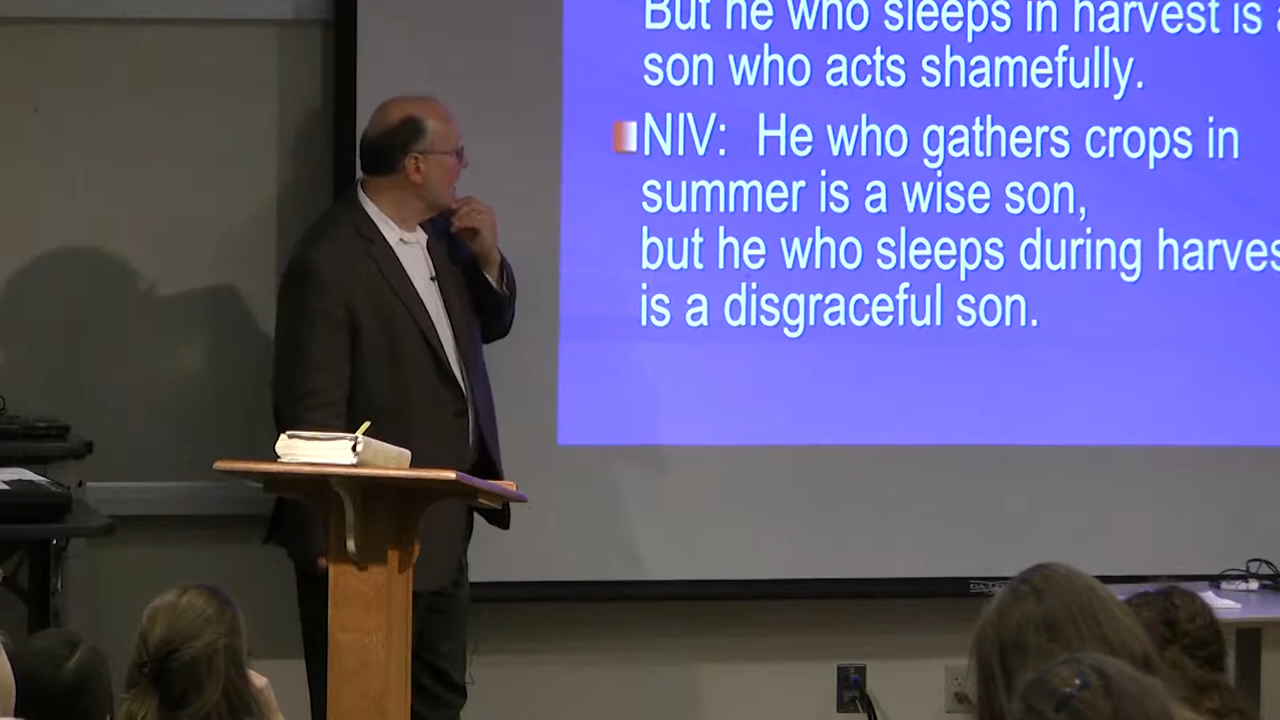 But he who sleeps in harvest is a
son who acts shamefully.
NIV: He who gathers crops in
summer is a wise son,
but he who sleeps during
is a disgraceful son.